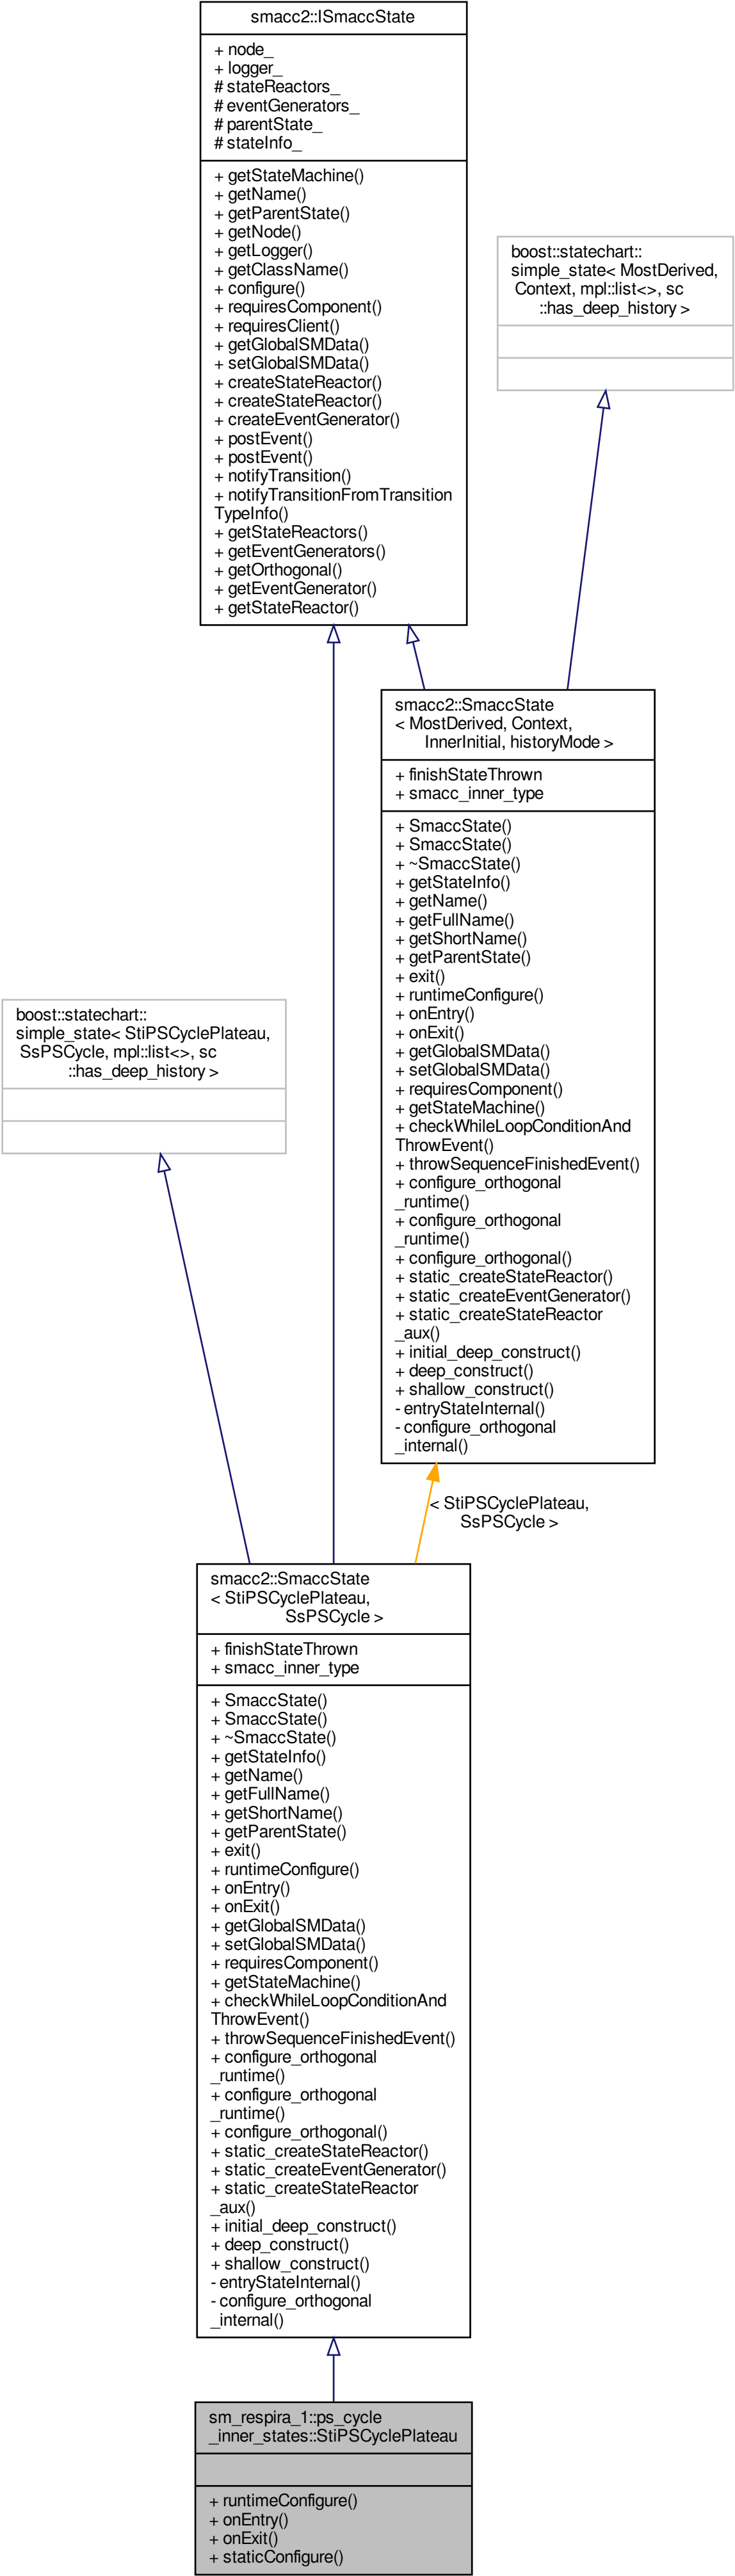 smacc2::ISmaccState
+ node_
+ logger_
# stateReactors_
# eventGenerators_
# parentState_
# stateInfo_
+ getStateMachine()
+ getName()
+ getParentState()
+ getNode()
+ getLogger()
+ getClassName()
+ configure()
+ requiresComponent()
+ requiresClient()
+ getGlobalSMData()
+ setGlobalSMData()
+ createStateReactor()
+ createStateReactor()
+ createEventGenerator()
+ postEvent()
+ postEvent()
+ notifyTransition()
+ notifyTransitionFromTransition
TypeInfo()
+ getStateReactors()
+ getEventGenerators()
+ getOrthogonal()
+ getEventGenerator()
+ getStateReactor()
boost::statechart::
simple_state< MostDerived,
Context, mpl::list<>, sc
::has_deep_history >
smacc2::SmaccState
< MostDerived, Context,
InnerInitial, historyMode >
+ finishStateThrown
+ smacc_inner_type
+ SmaccState()
+ SmaccState()
+ ~SmaccState()
+ getStateInfo()
+ getName()
+ getFullName()
+ getShortName()
+ getParentState()
+ exit()
+ runtimeConfigure()
+ onEntry()
+ onExit()
+ getGlobalSMData()
+ setGlobalSMData()
+ requiresComponent()
+ getStateMachine()
+ checkWhileLoopConditionAnd
ThrowEvent()
+ throwSequenceFinishedEvent()
+ configure_orthogonal
_runtime()
+ configure_orthogonal
_runtime()
+ configure_orthogonal()
+ static_createStateReactor()
+ static_createEventGenerator()
+ static_createStateReactor
_aux()
+ initial_deep_construct()
+ deep_construct()
+ shallow_construct()
- entryStateInternal()
- configure_orthogonal
_internal()
boost::statechart::
simple_state< StiPSCyclePlateau,
SsPSCycle, mpl::list<>, sc
::has_deep_history >
< StiPSCyclePlateau,
SsPSCycle >
smacc2::SmaccState
< StiPSCyclePlateau,
SsPSCycle >
+ finishStateThrown
+ smacc_inner_type
+ SmaccState()
+ SmaccState()
+ ~SmaccState()
+ getStateInfo()
+ getName()
+ getFullName()
+ getShortName()
+ getParentState()
+ exit()
+ runtimeConfigure()
+ onEntry()
+ onExit()
+ getGlobalSMData()
+ setGlobalSMData()
+ requiresComponent()
+ getStateMachine()
+ checkWhileLoopConditionAnd
ThrowEvent()
+ throwSequenceFinishedEvent()
+ configure_orthogonal
_runtime()
+ configure_orthogonal
_runtime()
+ configure_orthogonal()
+ static_createStateReactor()
+ static_createEventGenerator()
+ static_createStateReactor
_aux()
+ initial_deep_construct()
+ deep_construct()
+ shallow_construct()
- entryStateInternal()
- configure_orthogonal
_internal()
sm_respira_1::ps_cycle
_inner_states::StiPSCyclePlateau
+ runtimeConfigure()
+ onEntry()
+ onExit()
+ staticConfigure()